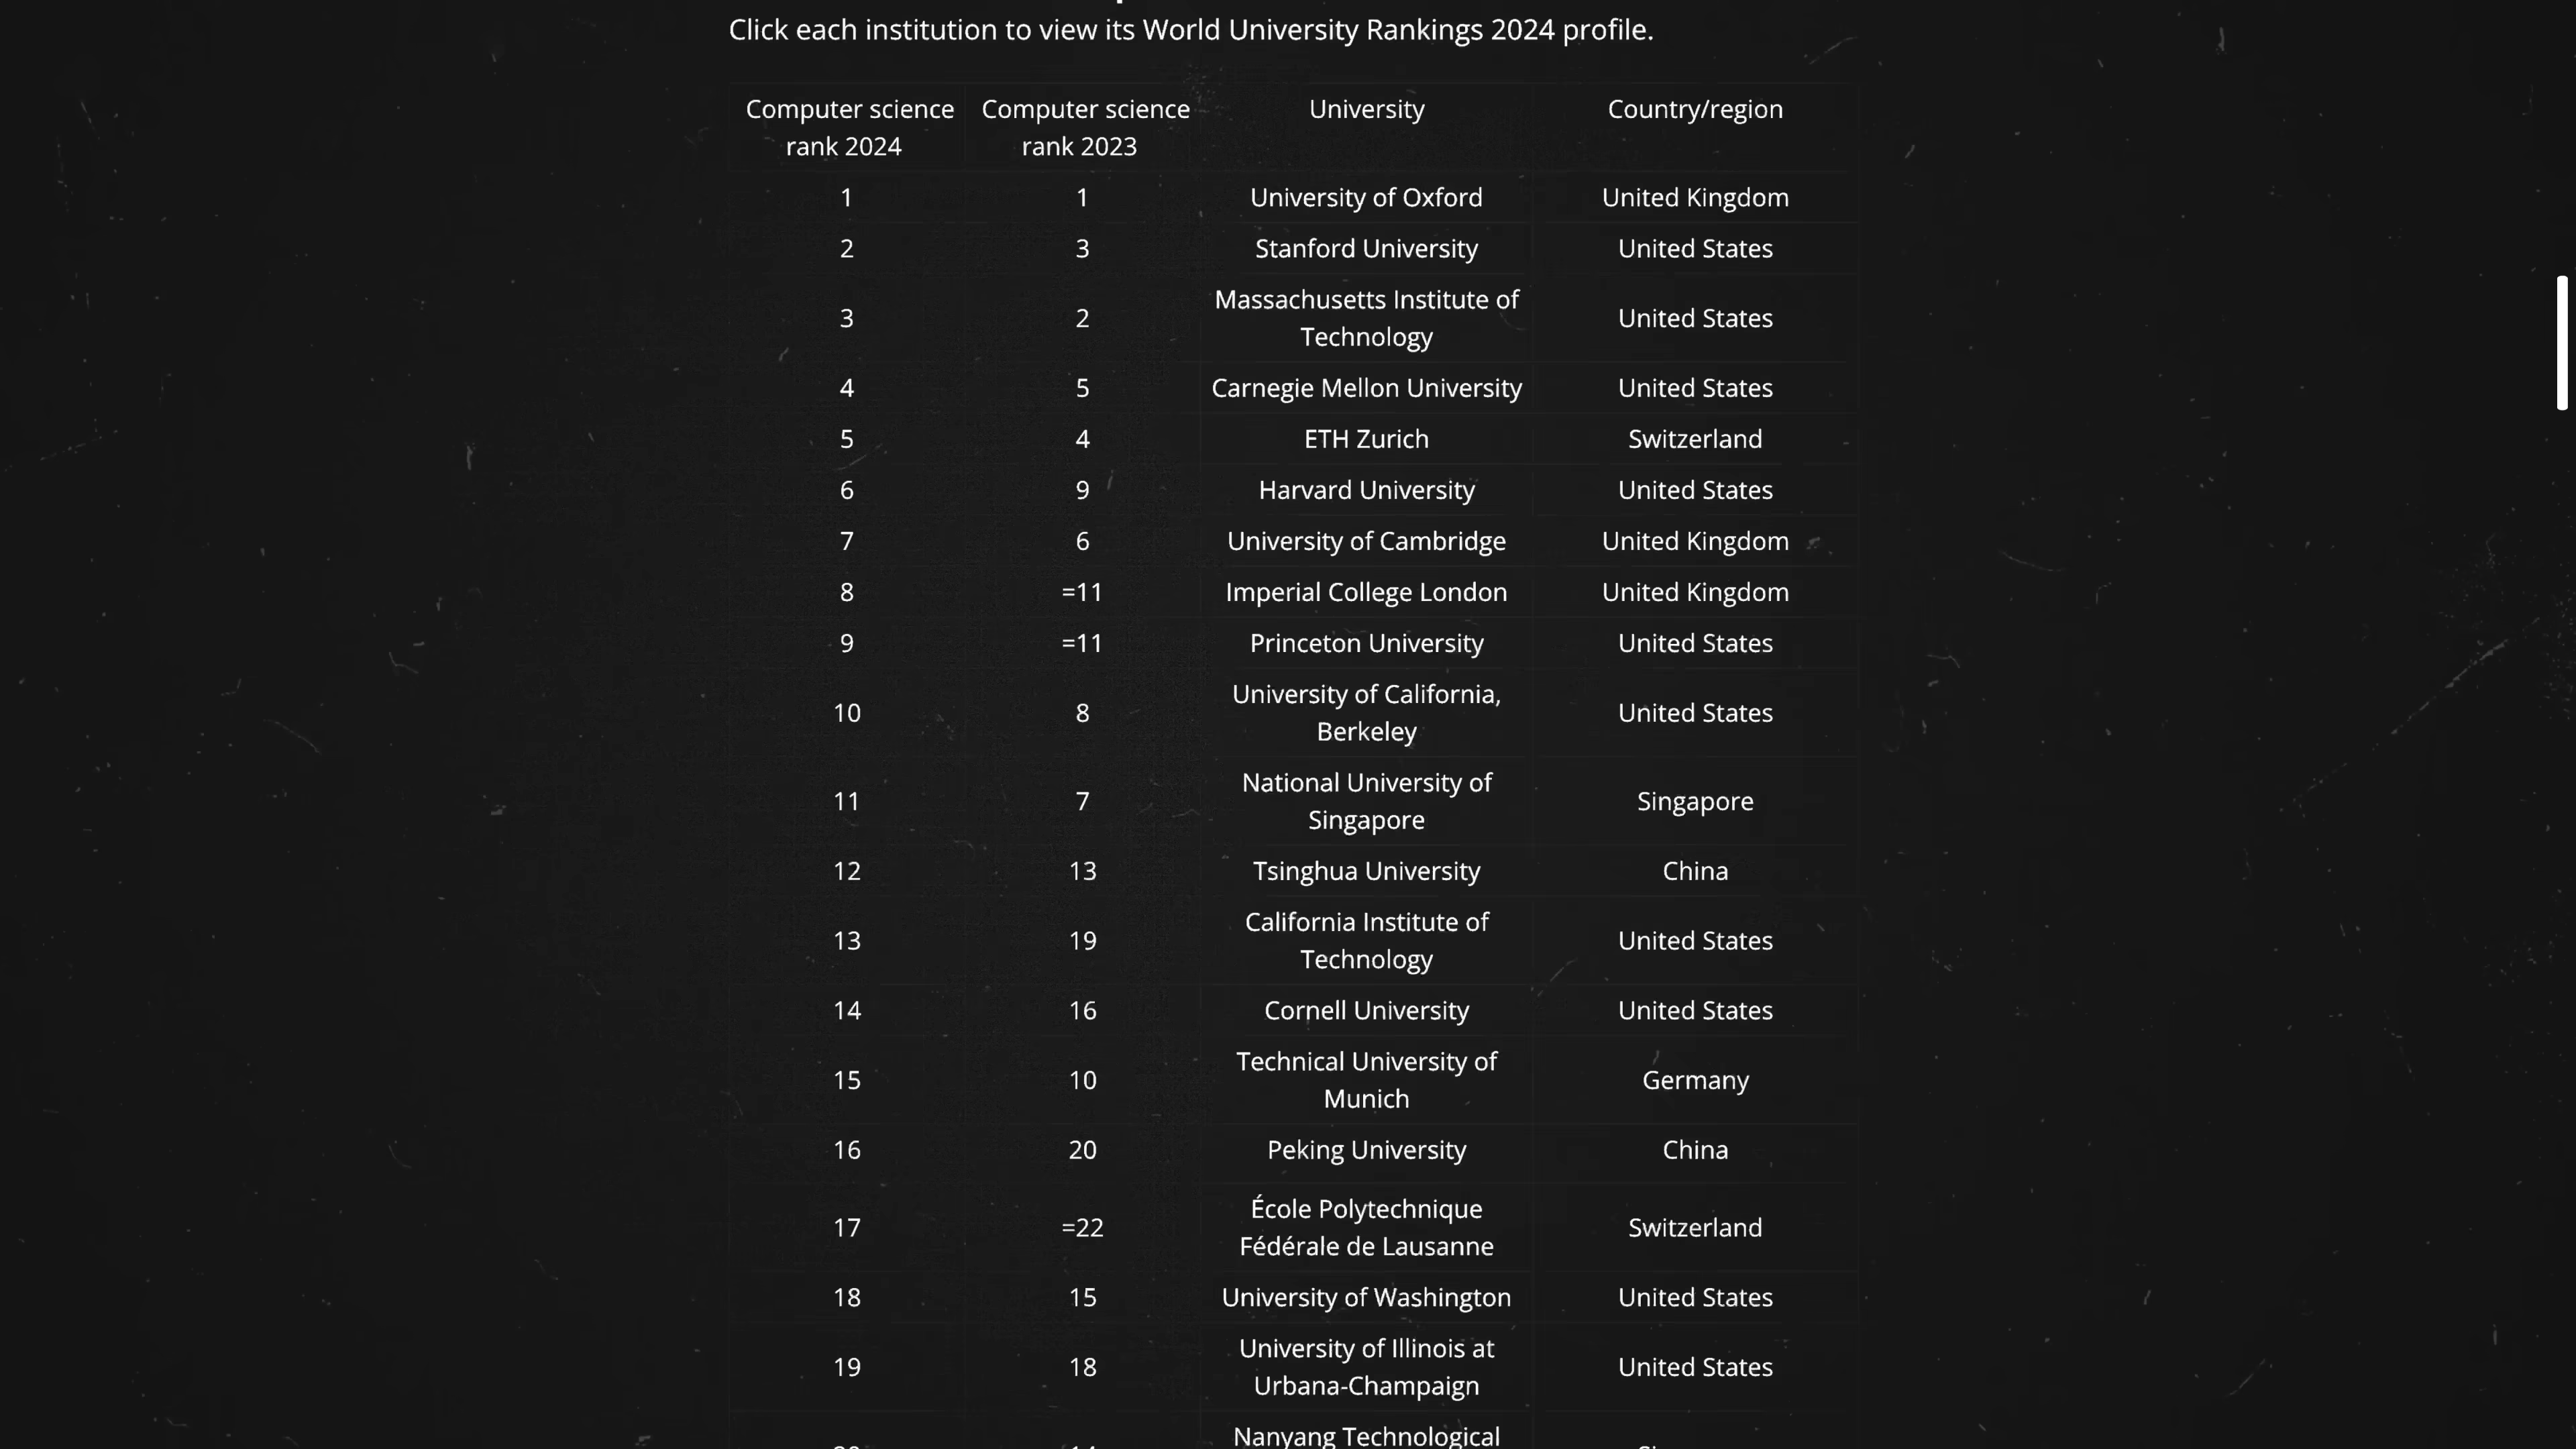 Click each institution to view its World University Rankings 2024 profile.
Computer science rank 2024 Computer science rank 2023 University Country/region
1 1 University of Oxford United Kingdom
2 3 Stanford University United States
3 2 Massachusetts Institute of Technology United States
4 5 Carnegie Mellon University United States
5 4 ETH Zurich Switzerland
6 9 Harvard University United States
7 6 University of Cambridge United Kingdom
8 =11 Imperial College London United Kingdom
9 =11 Princeton University United States
10 8 University of California, Berkeley United States
11 7 National University of Singapore Singapore
12 13 Tsinghua University China
13 19 California Institute of Technology United States
14 16 Cornell University United States
15 10 Technical University of Munich Germany
16 20 Peking University China
17 =22 École Polytechnique Fédérale de Lausanne Switzerland
18 15 University of Washington United States
19 18 University of Illinois at Urbana-Champaign United States
Nanyang Technological